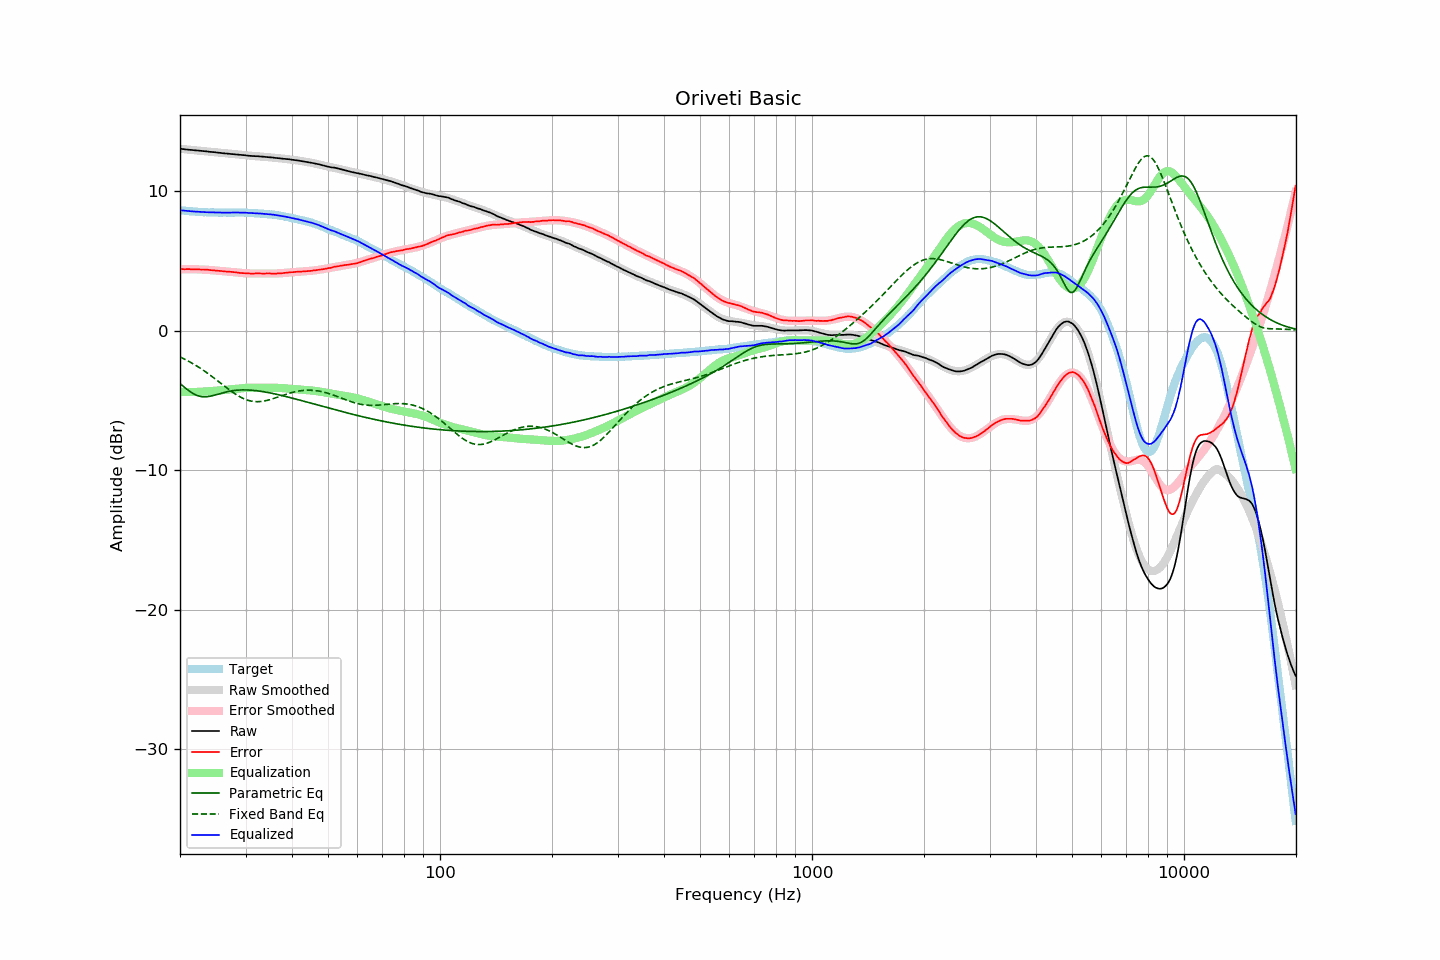 Oriveti Basic
Amplitude (dBr)
10
0
−10
−20
−30
Target
Raw Smoothed
Error Smoothed
Raw
Error
Equalization
Parametric Eq
Fixed Band Eq
Equalized
100
1000
10000
Frequency (Hz)